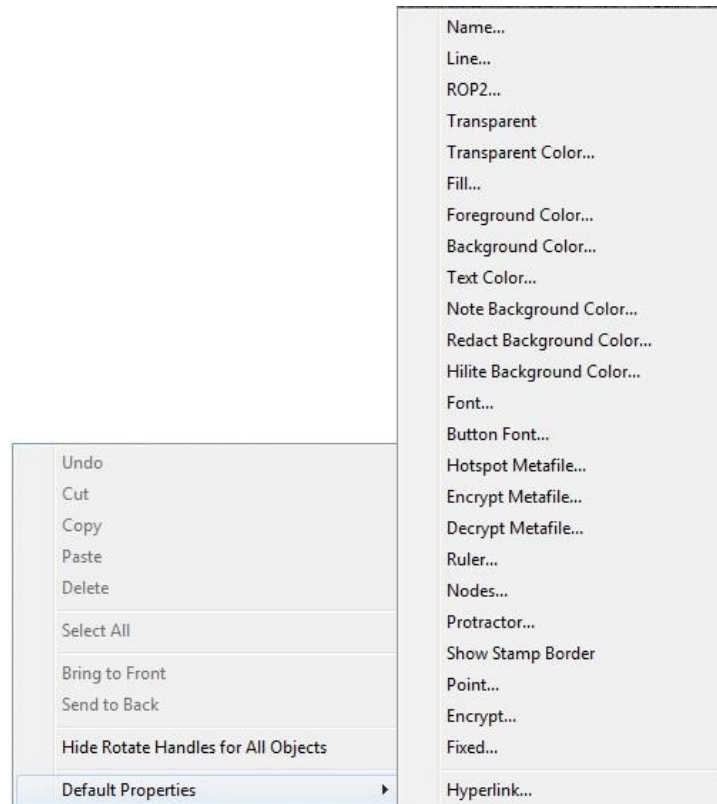 Undo
Cut
Copy
Paste
Delete
Select All
Bring to Front
Send to Back
Hide Rotate Handles for All Objects
Default Properties
Name...
Line...
ROP2...
Transparent
Transparent Color...
Fill...
Foreground Color...
Background Color...
Text Color...
Note Background Color...
Redact Background Color...
Hilite Background Color...
Font...
Button Font...
Hotspot Metafile...
Encrypt Metafile...
Decrypt Metafile...
Ruler...
Nodes...
Protractor...
Show Stamp Border
Point...
Encrypt...
Fixed...
Hyperlink...